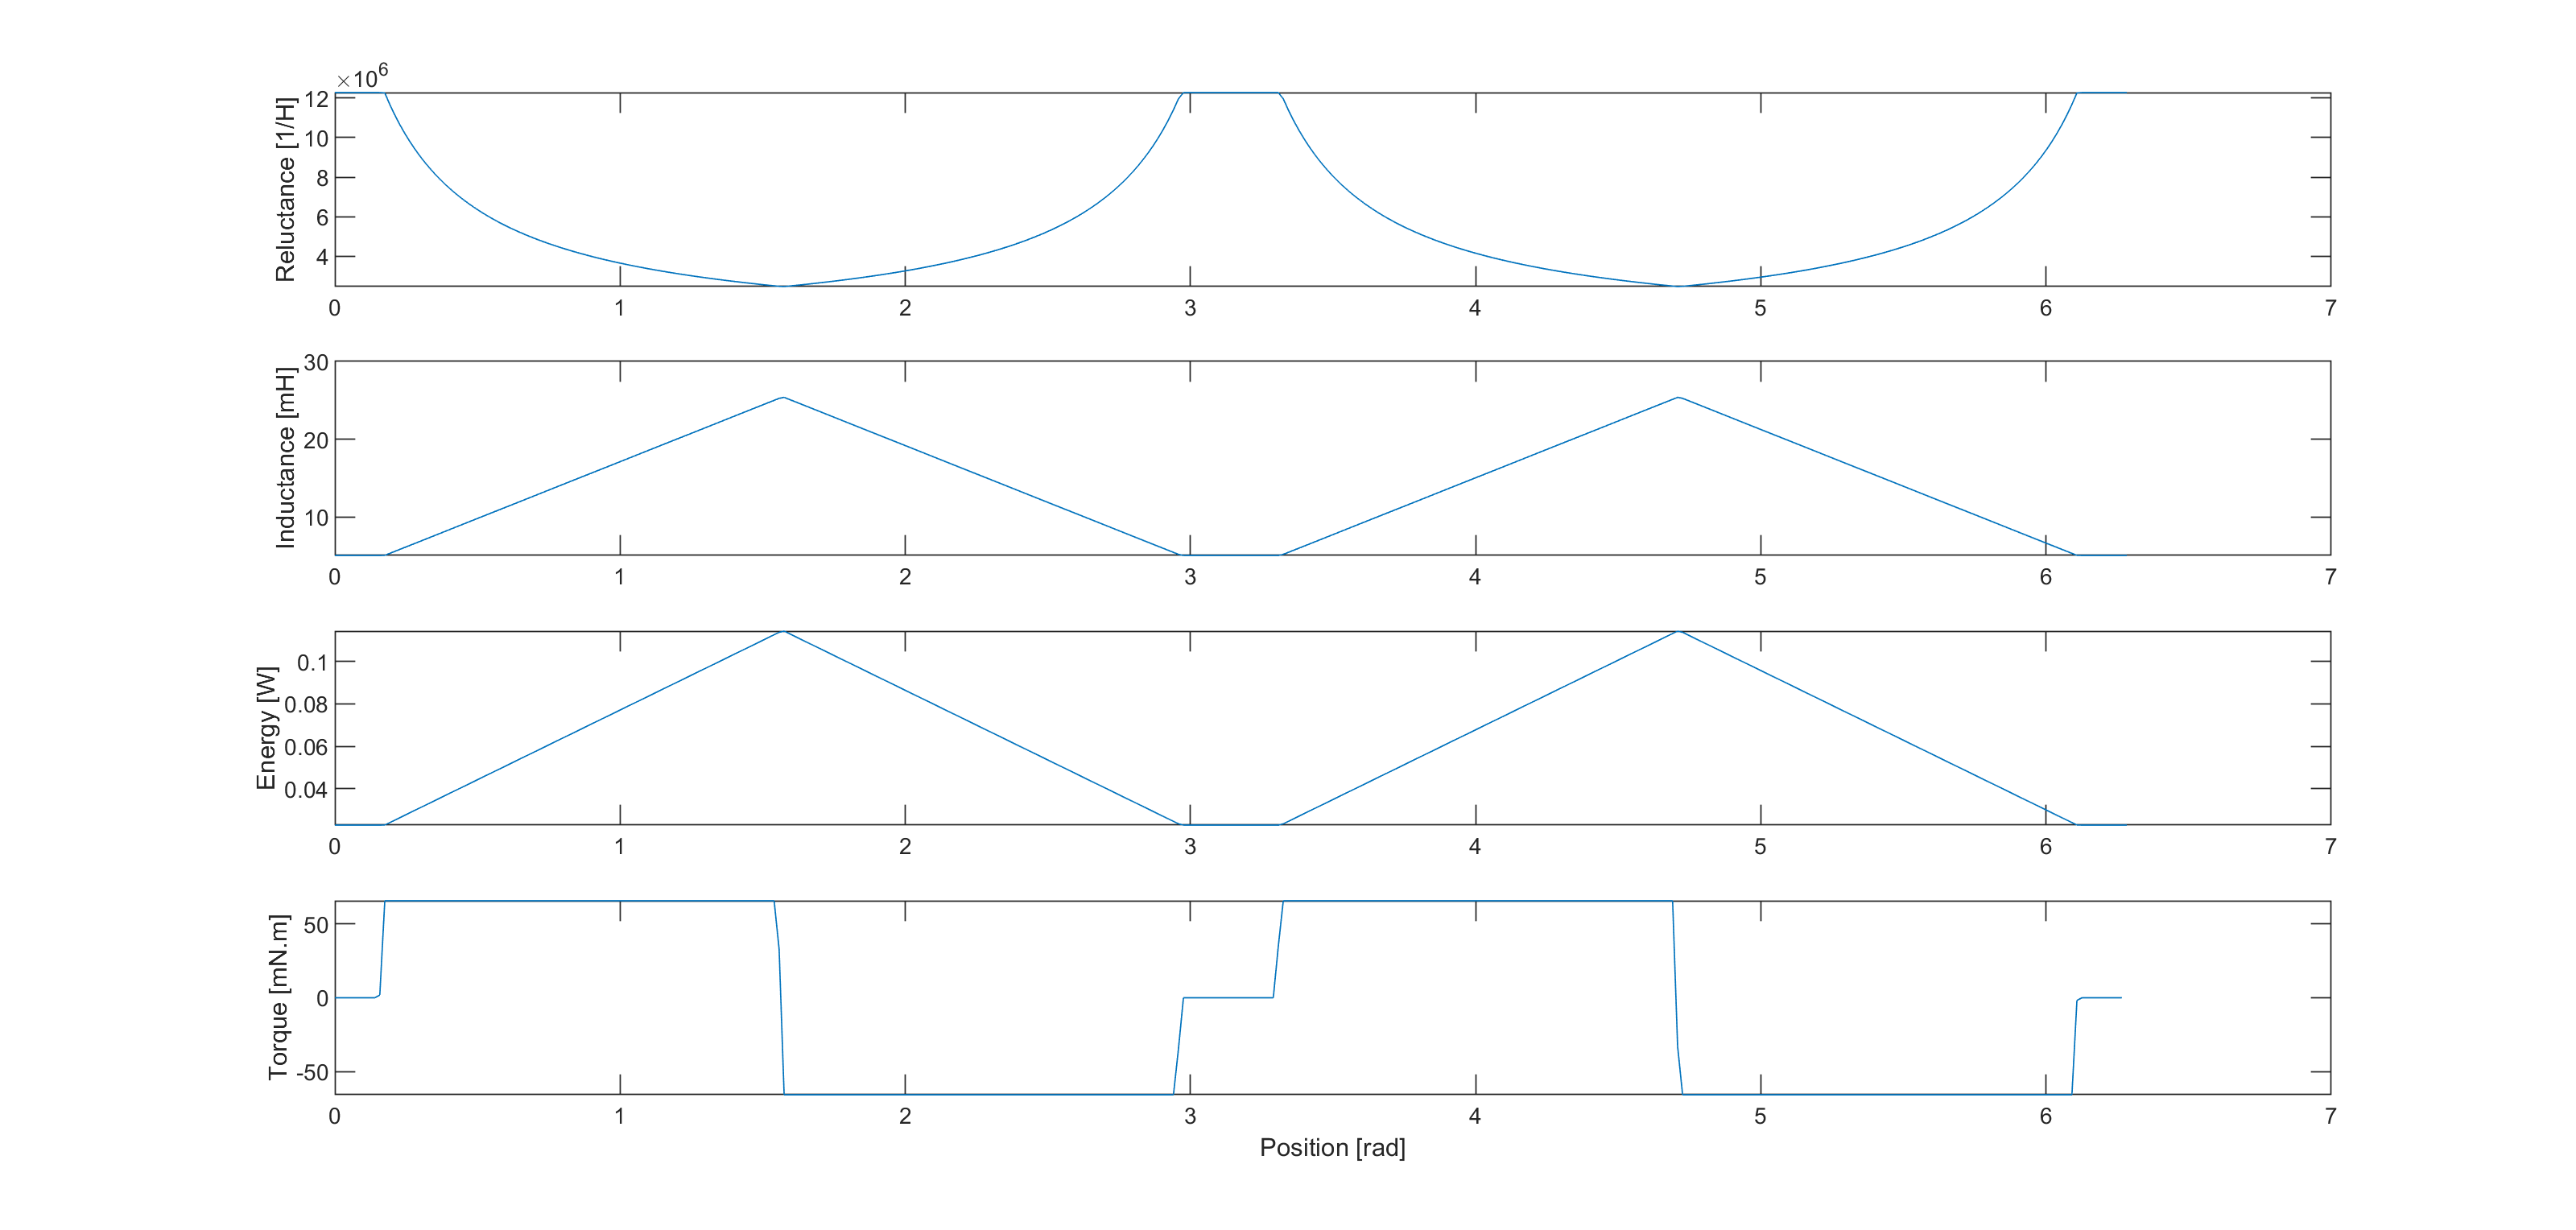 ×10^6
Reluctance [1/H]
12
10
8
6
4
0 1 2 3 4 5 6 7
Inductance [mH]
30
20
10
0 1 2 3 4 5 6 7
Energy [W]
0.1
0.08
0.06
0.04
0 1 2 3 4 5 6 7
Torque [mN.m]
50
0
-50
0 1 2 3 4 5 6 7
Position [rad]